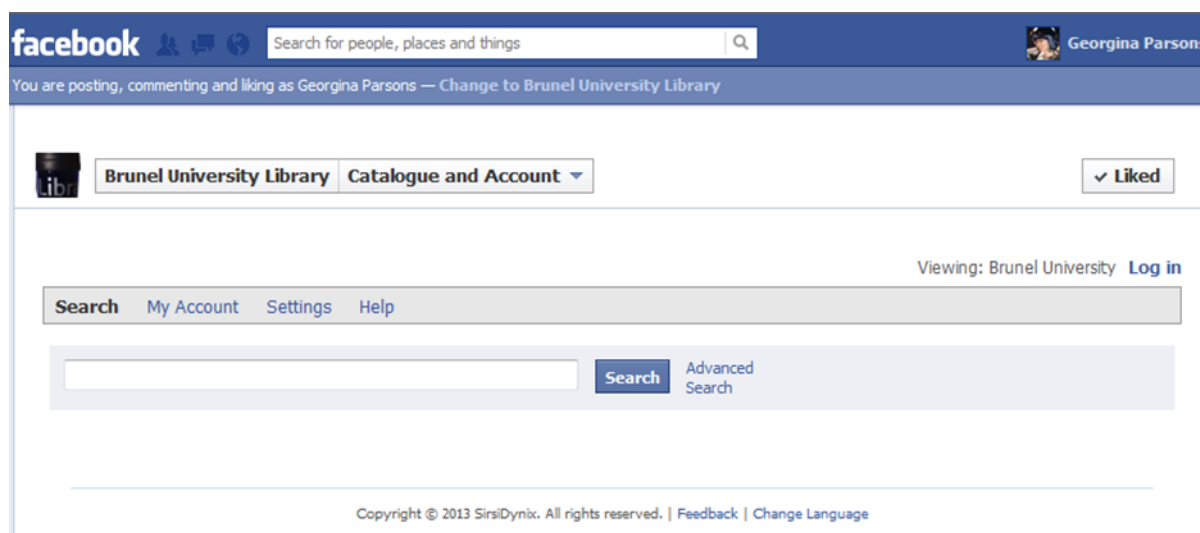 facebook Search for people, places and things Georgina Parsons
You are posting, commenting and liking as Georgina Parsons — Change to Brunel University Library
Libr
Brunel University Library Catalogue and Account ✓ Liked
Viewing: Brunel University Log in
Search My Account Settings Help
Search Advanced
Search
Copyright © 2013 SirsiDynix. All rights reserved. | Feedback | Change Language